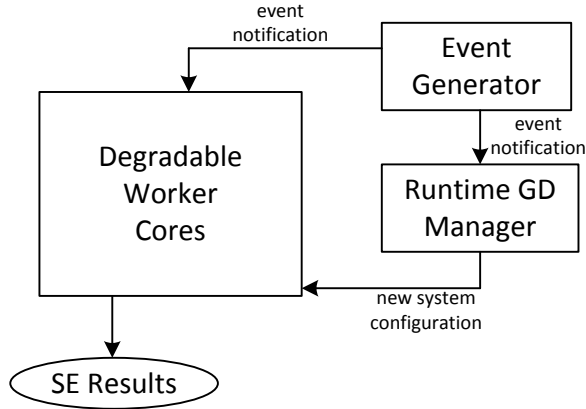 event
notification
Event
Generator
event
notification
Degradable
Worker
Cores
Runtime GD
Manager
new system
configuration
SE Results